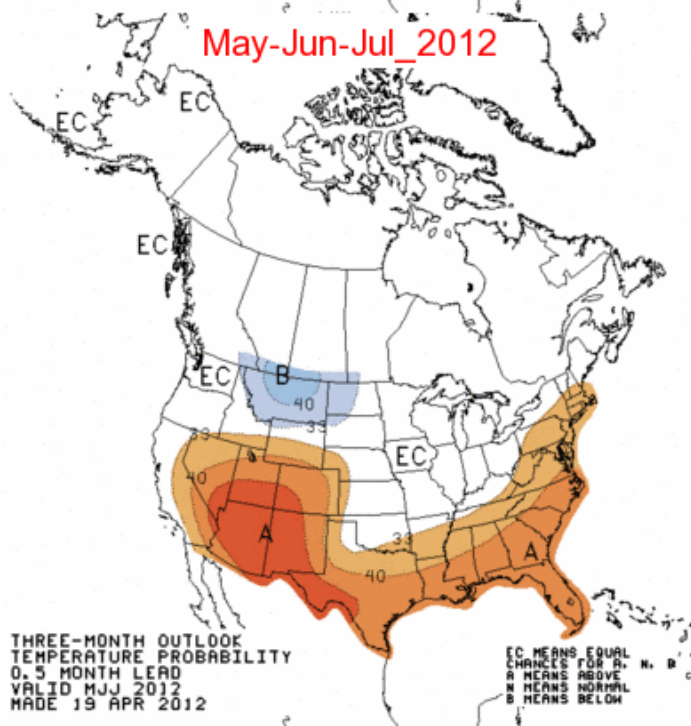 May-Jun-Jul_2012
EC
EC
EC
EC
B
40
33
33
EC
40
A
33
A
40
THREE-MONTH OUTLOOK
TEMPERATURE PROBABILITY
0.5 MONTH LEAD
VALID MJJ 2012
MADE 19 APR 2012
EC MEANS EQUAL
CHANCES FOR A, N, B
A MEANS ABOVE
N MEANS NORMAL
B MEANS BELOW